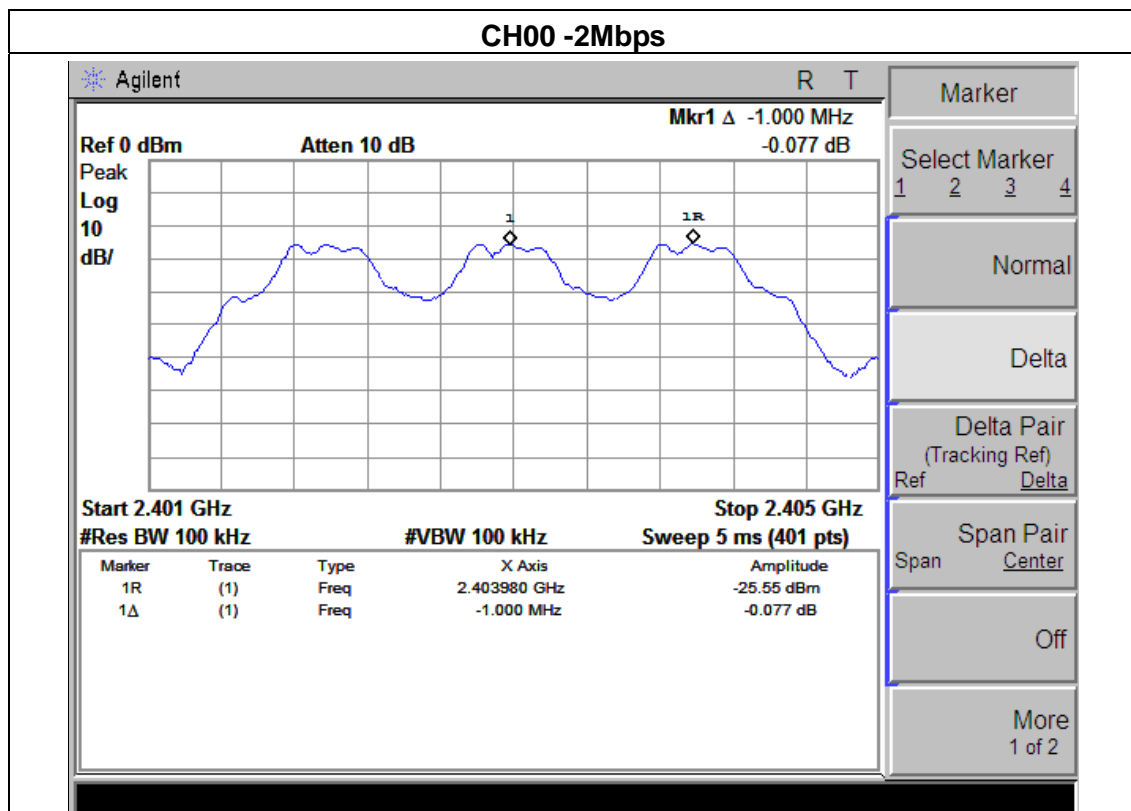 CH00 -2Mbps
Agilent R T
Mkr1 Δ -1.000 MHz
Ref 0 dBm Atten 10 dB -0.077 dB
Peak
Log
10
dB/
1
1R
Start 2.401 GHz Stop 2.405 GHz
#Res BW 100 kHz #VBW 100 kHz Sweep 5 ms (401 pts)
Marker Trace Type X Axis Amplitude
1R (1) Freq 2.403980 GHz -25.55 dBm
1Δ (1) Freq -1.000 MHz -0.077 dB
Marker
Select Marker
1 2 3 4
Normal
Delta
Delta Pair
(Tracking Ref)
Ref Delta
Span Pair
Span Center
Off
More
1 of 2